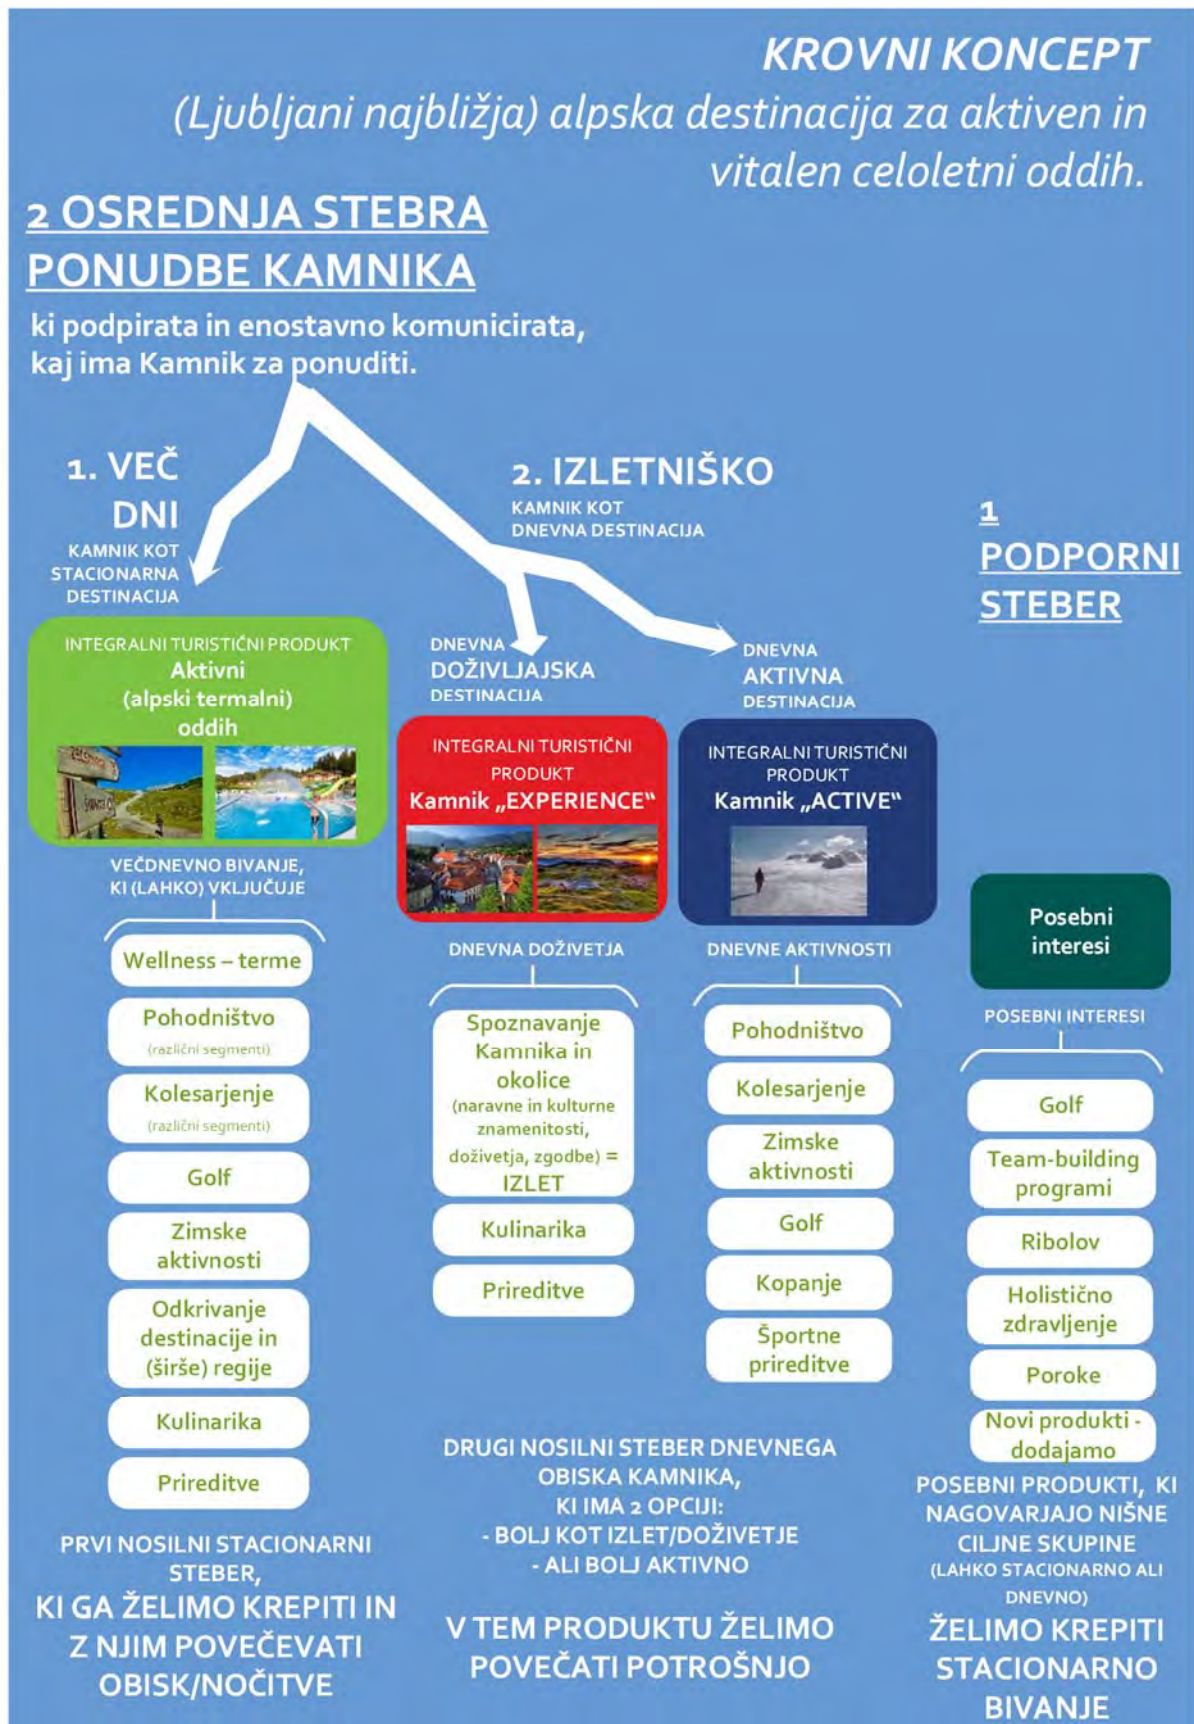 KROVNI KONCEPT
(Ljubljani najbližja) alpska destinacija za aktiven in
vitalen celoletni oddih.
2 OSREDNJA STEBRA
PONUDBE KAMNIKA
ki podpirata in enostavno komunicirata,
kaj ima Kamnik za ponuditi.
1. VEČ
DNI
KAMNIK KOT
STACIONARNA
DESTINACIJA
2. IZLETNIŠKO
KAMNIK KOT
DNEVNA DESTINACIJA
1
PODPORNI
STEBER
INTEGRALNI TURISTIČNI PRODUKT
Aktivni
(alpski termalni)
oddih
VEČDNEVNO BIVANJE,
KI (LAHKO) VKLJUČUJE
Wellness – terme
Pohodništvo
(različni segmenti)
Kolesarjenje
(različni segmenti)
Golf
Zimske
aktivnosti
Odkrivanje
destinacije in
(širše) regije
Kulinarika
Prireditve
PRVI NOSILNI STACIONARNI
STEBER,
KI GA ŽELIMO KREPITI IN
Z NJIM POVEČEVATI
OBISK/NOČITVE
DNEVNA
DOŽIVLJAJSKA
DESTINACIJA
INTEGRALNI TURISTIČNI
PRODUKT
Kamnik „EXPERIENCE“
DNEVNA DOŽIVETJA
Spoznavanje
Kamnika in
okolice
(naravne in kulturne
znamenitosti,
doživetja, zgodbe) =
IZLET
Kulinarika
Prireditve
DNEVNA
AKTIVNA
DESTINACIJA
INTEGRALNI TURISTIČNI
PRODUKT
Kamnik „ACTIVE“
DNEVNE AKTIVNOSTI
Pohodništvo
Kolesarjenje
Zimske
aktivnosti
Golf
Kopanje
Športne
prireditve
DRUGI NOSILNI STEBER DNEVNEGA
OBISKA KAMNIKA,
KI IMA 2 OPCIJI:
- BOLJ KOT IZLET/DOŽIVETJE
- ALI BOLJ AKTIVNO
V TEM PRODUKTU ŽELIMO
POVEČATI POTROŠNJO
Posebni
interesi
POSEBNI INTERESI
Golf
Team-building
programi
Ribolov
Holistično
zdravljenje
Poroke
Novi produkti -
dodajamo
POSEBNI PRODUKTI, KI
NAGOVARJAJO NIŠNE
CILJNE SKUPINE
(LAHKO STACIONARNO ALI
DNEVNO)
ŽELIMO KREPITI
STACIONARNO
BIVANJE